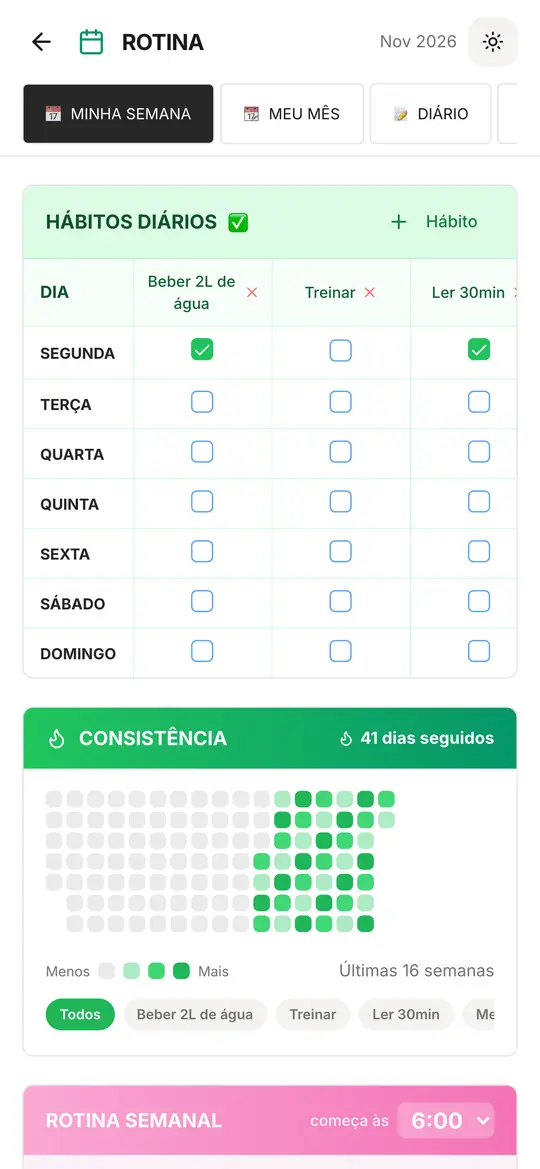 ROTINA
Nov 2026
MINHA SEMANA
MEU MÊS
DIÁRIO
HÁBITOS DIÁRIOS ✅
+ Hábito
DIA
Beber 2L de
água
Treinar
Ler 30min
SEGUNDA
TERÇA
QUARTA
QUINTA
SEXTA
SÁBADO
DOMINGO
CONSISTÊNCIA
41 dias seguidos
Menos
Mais
Últimas 16 semanas
Todos
Beber 2L de água
Treinar
Ler 30min
Me
ROTINA SEMANAL
começa às
6:00